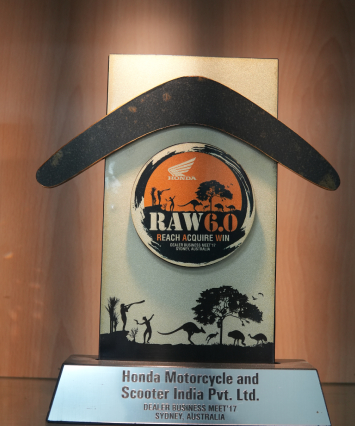 HONDA
RAW6.0
REACH ACQUIRE WIN
DEALER BUSINESS MEET'17
SYDNEY, AUSTRALIA
Honda Motorcycle and
Scooter India Pvt. Ltd.
DEALER BUSINESS MEET'17
SYDNEY, AUSTRALIA